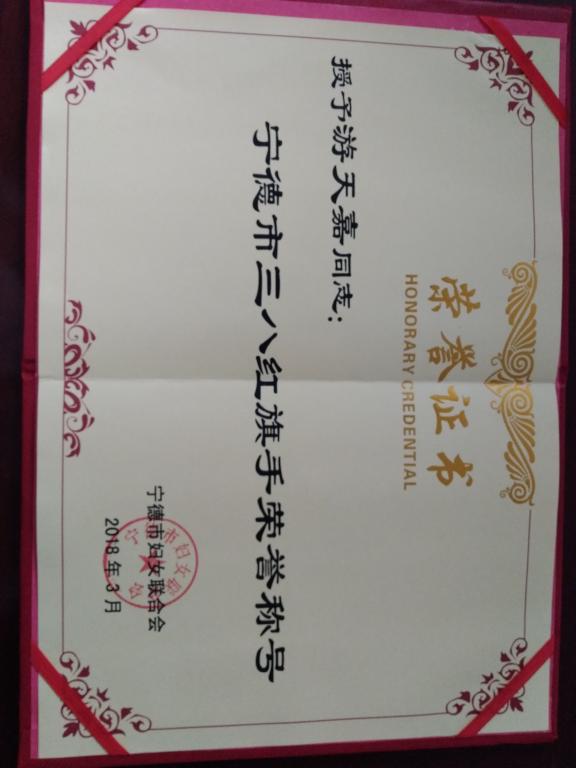 荣誉证书
HONORARY CREDENTIAL
授予游天嘉同志：
宁德市三八红旗手荣誉称号
宁德市妇女联合会
2018年3月